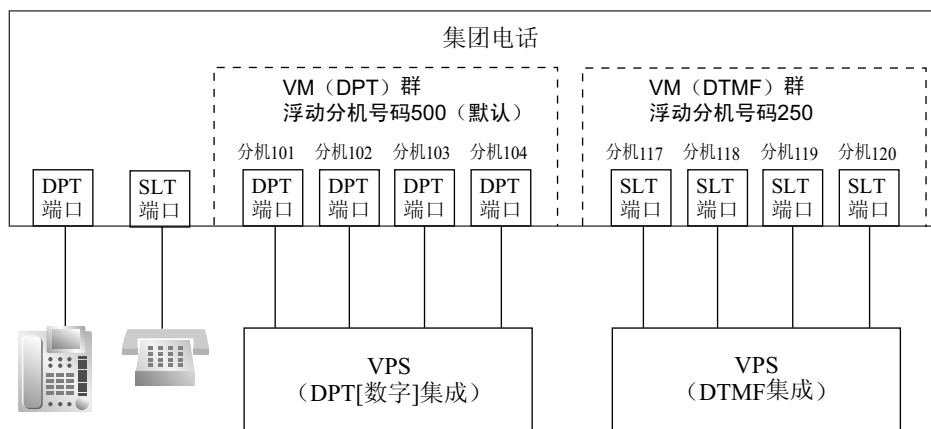 集团电话
VM（DPT）群
浮动分机号码500（默认）
VM（DTMF）群
浮动分机号码250
分机101 分机102 分机103 分机104
分机117 分机118 分机119 分机120
DPT
端口
SLT
端口
DPT
端口
DPT
端口
DPT
端口
DPT
端口
SLT
端口
SLT
端口
SLT
端口
SLT
端口
VPS
（DPT[数字]集成）
VPS
（DTMF集成）